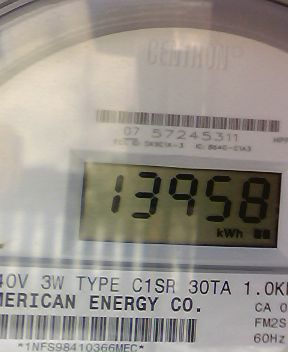 CENTRON®
07 57245311
13958
kWh
40V 3W TYPE C1SR 30TA 1.0K
MERICAN ENERGY CO.
CA 0
FM2S
60Hz
*1NFS98410366MEC*